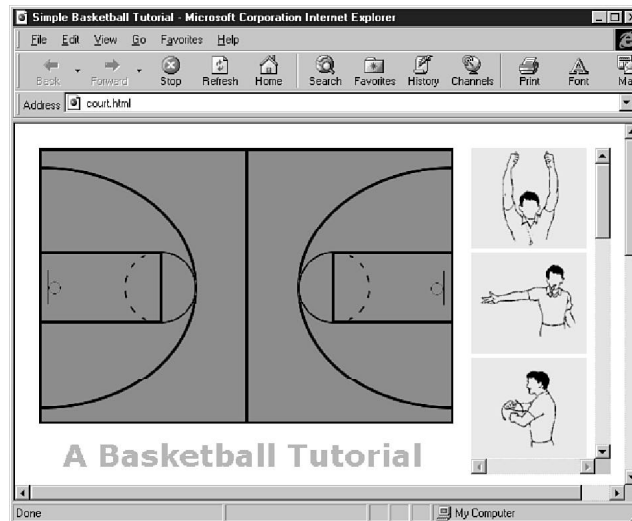 Simple Basketball Tutorial - Microsoft Corporation Internet Explorer
File Edit View Go Favorites Help
Back Forward Stop Refresh Home Search Favorites History Channels Print Font Ma
Address court.html
A Basketball Tutorial
Done My Computer